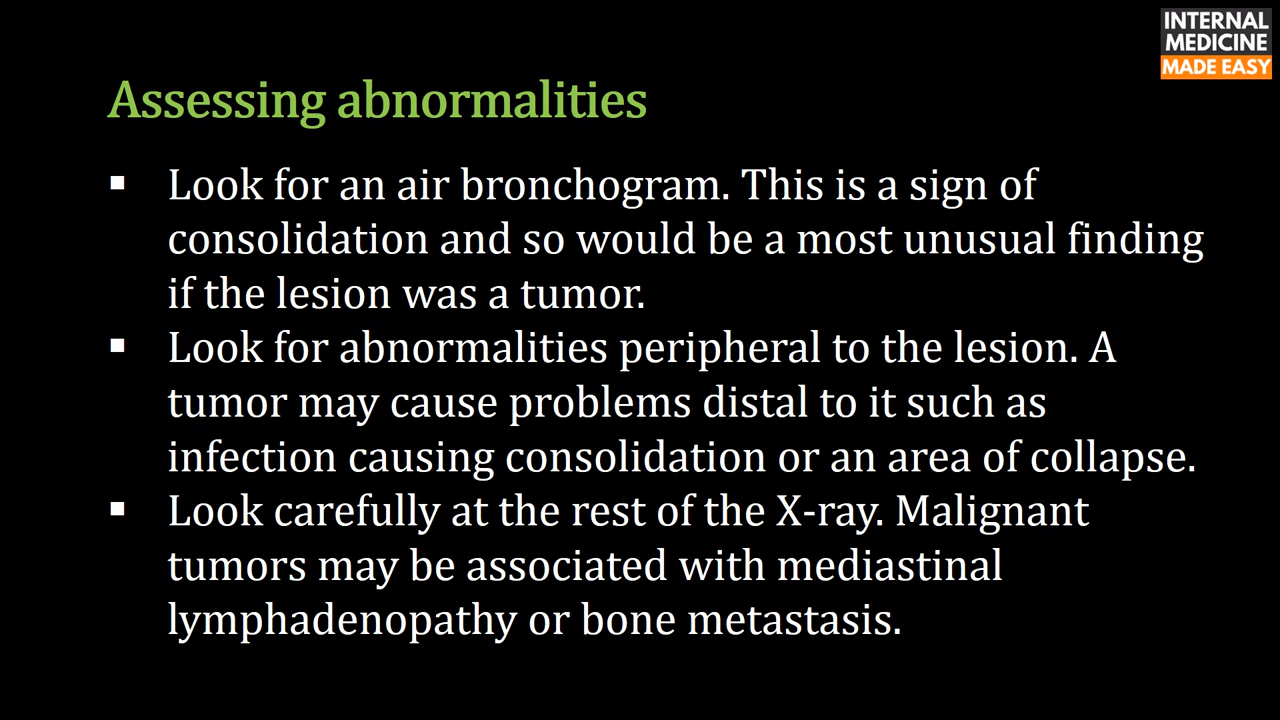 INTERNAL
MEDICINE
MADE EASY
Assessing abnormalities
▪ Look for an air bronchogram. This is a sign of
consolidation and so would be a most unusual finding
if the lesion was a tumor.
▪ Look for abnormalities peripheral to the lesion. A
tumor may cause problems distal to it such as
infection causing consolidation or an area of collapse.
▪ Look carefully at the rest of the X-ray. Malignant
tumors may be associated with mediastinal
lymphadenopathy or bone metastasis.